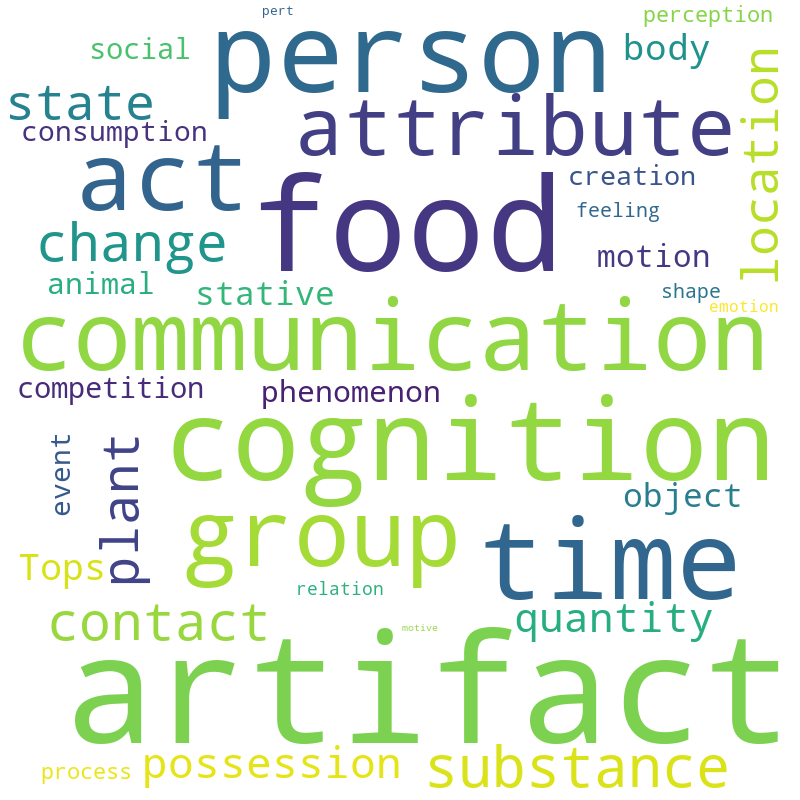 pert
perception
person
social
body
state
attribute
consumption
location
act
food
creation
feeling
change
motion
animal
stative
shape
emotion
communication
competition
phenomenon
cognition
event
plant
object
group
time
Tops
relation
contact
quantity
motive
artifact
process
possession
substance